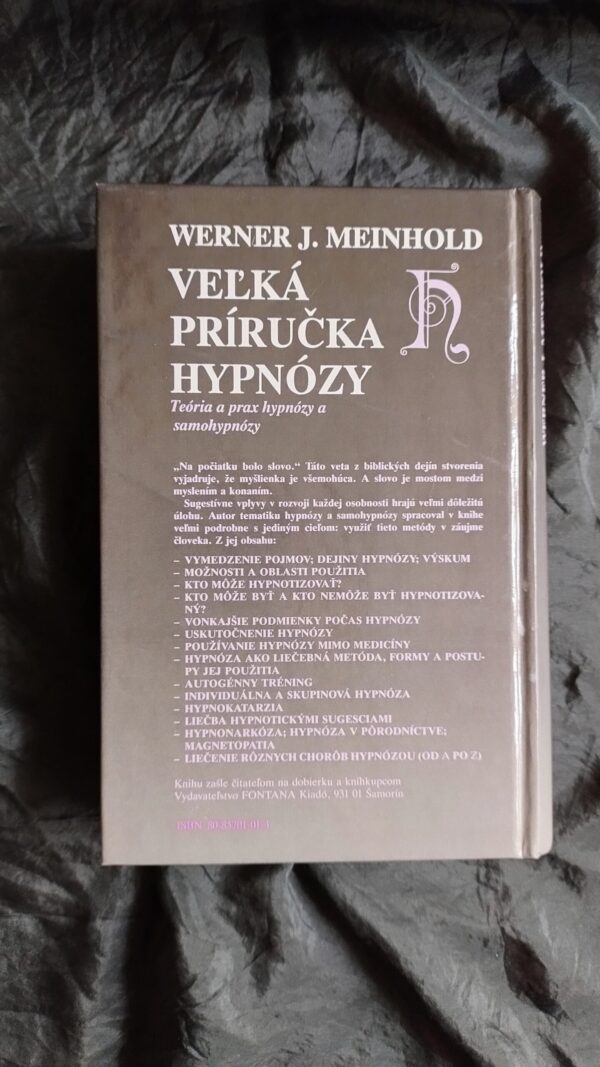 WERNER J. MEINHOLD
VEĽKÁ
PRÍRUČKA
HYPNÓZY
Teória a prax hypnózy a
samohypnózy
„Na počiatku bolo slovo.“ Táto veta z biblických dejín stvorenia
vyjadruje, že myšlienka je všemohúca. A slovo je mostom medzi
myslením a konaním.
Sugestívne vplyvy v rozvoji každej osobnosti hrajú veľmi dôležitú
úlohu. Autor tematiku hypnózy a samohypnózy spracoval v knihe
veľmi podrobne s jediným cieľom: využiť tieto metódy v záujme
človeka. Z jej obsahu:
– VYMEDZENIE POJMOV; DEJINY HYPNÓZY; VÝSKUM
– MOŽNOSTI A OBLASTI POUŽITIA
– KTO MÔŽE HYPNOTIZOVAŤ?
– KTO MÔŽE BYŤ A KTO NEMÔŽE BYŤ HYPNOTIZOVA-
NÝ?
– VONKAJŠIE PODMIENKY POČAS HYPNÓZY
– USKUTOČNENIE HYPNÓZY
– POUŽÍVANIE HYPNÓZY MIMO MEDICÍNY
– HYPNÓZA AKO LIEČEBNÁ METÓDA, FORMY A POSTU-
PY JEJ POUŽITIA
– AUTOGÉNNY TRÉNING
– INDIVIDUÁLNA A SKUPINOVÁ HYPNÓZA
– HYPNOKATARZIA
– LIEČBA HYPNOTICKÝMI SUGESCIAMI
– HYPNONARKÓZA; HYPNÓZA V PÔRODNÍCTVE;
MAGNETOPATIA
– LIEČENIE RÔZNYCH CHORÔB HYPNÓZOU (OD A PO Z)
Knihu zašle čitateľom na dobierku a kníhkupcom
Vydavateľstvo FONTANA Kiadó, 931 01 Šamorín
ISBN